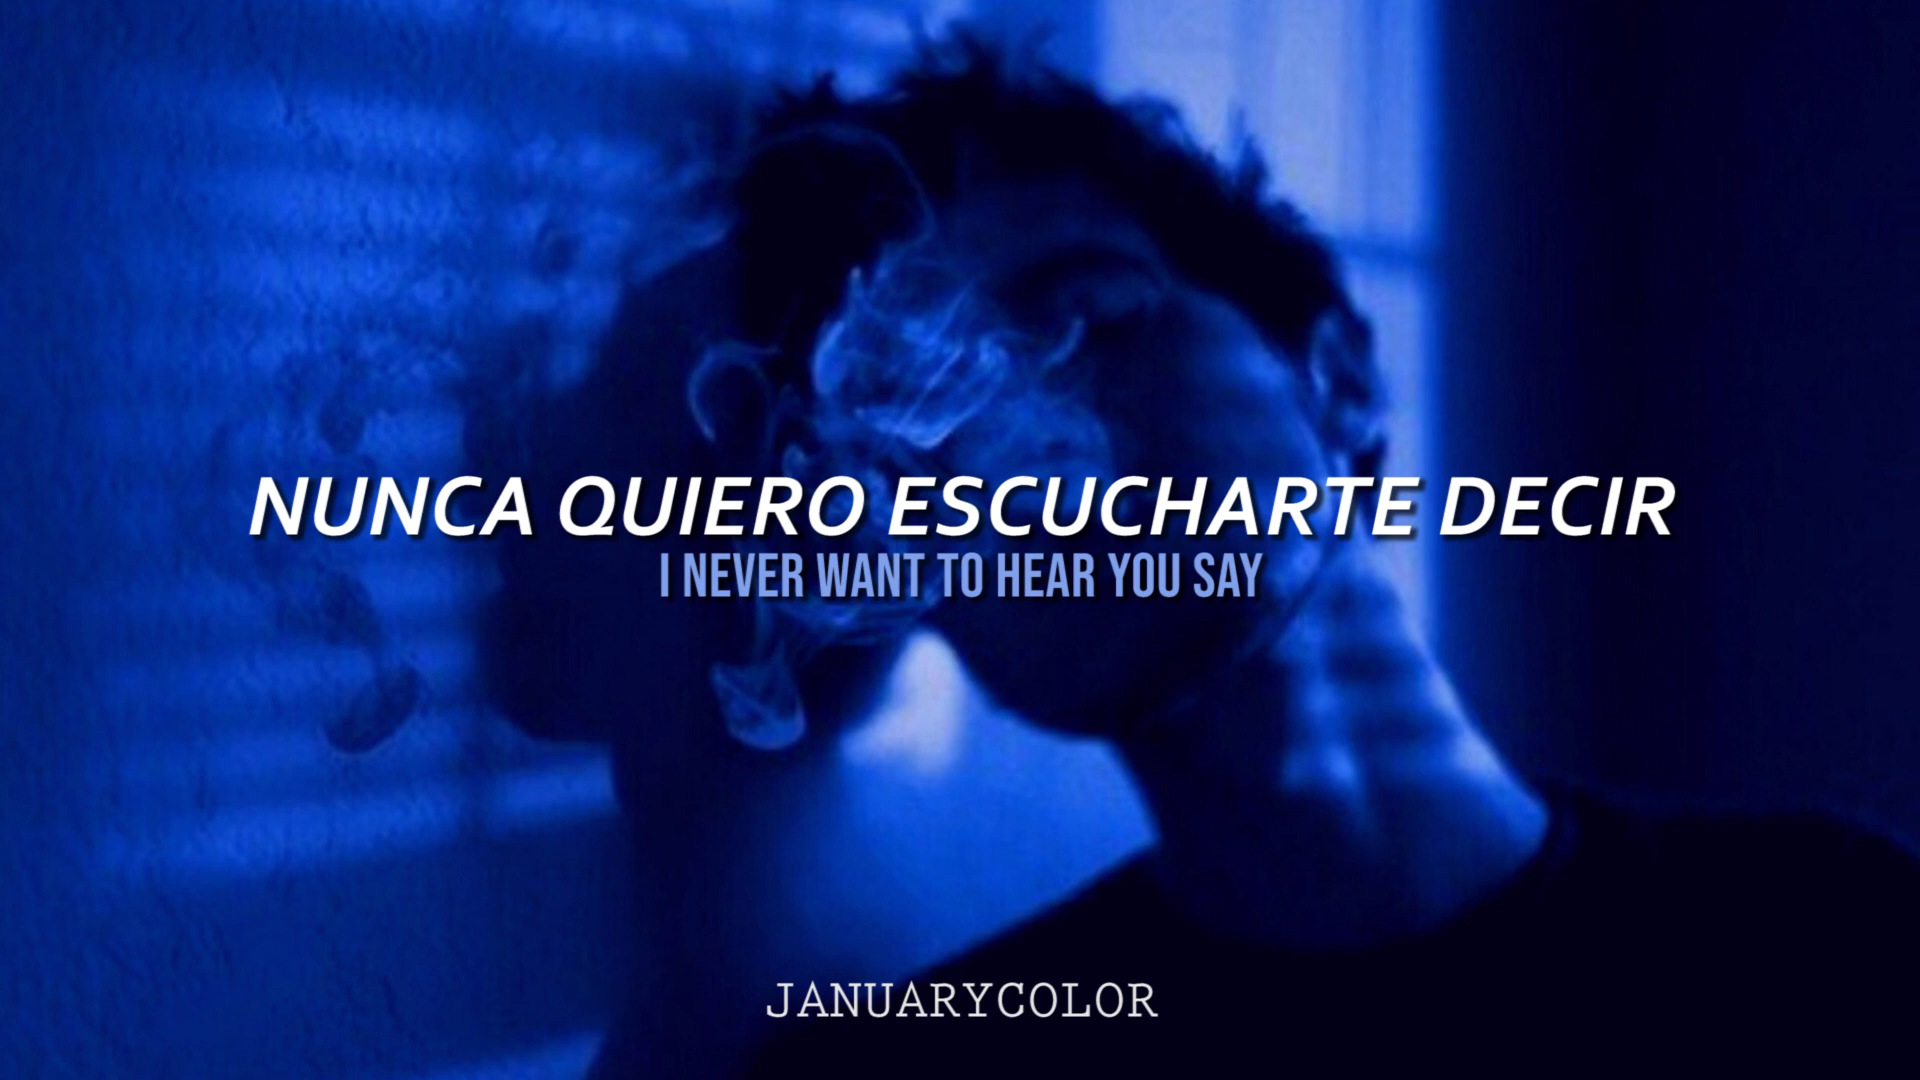 NUNCA QUIERO ESCUCHARTE DECIR
I NEVER WANT TO HEAR YOU SAY
JANUARYCOLOR